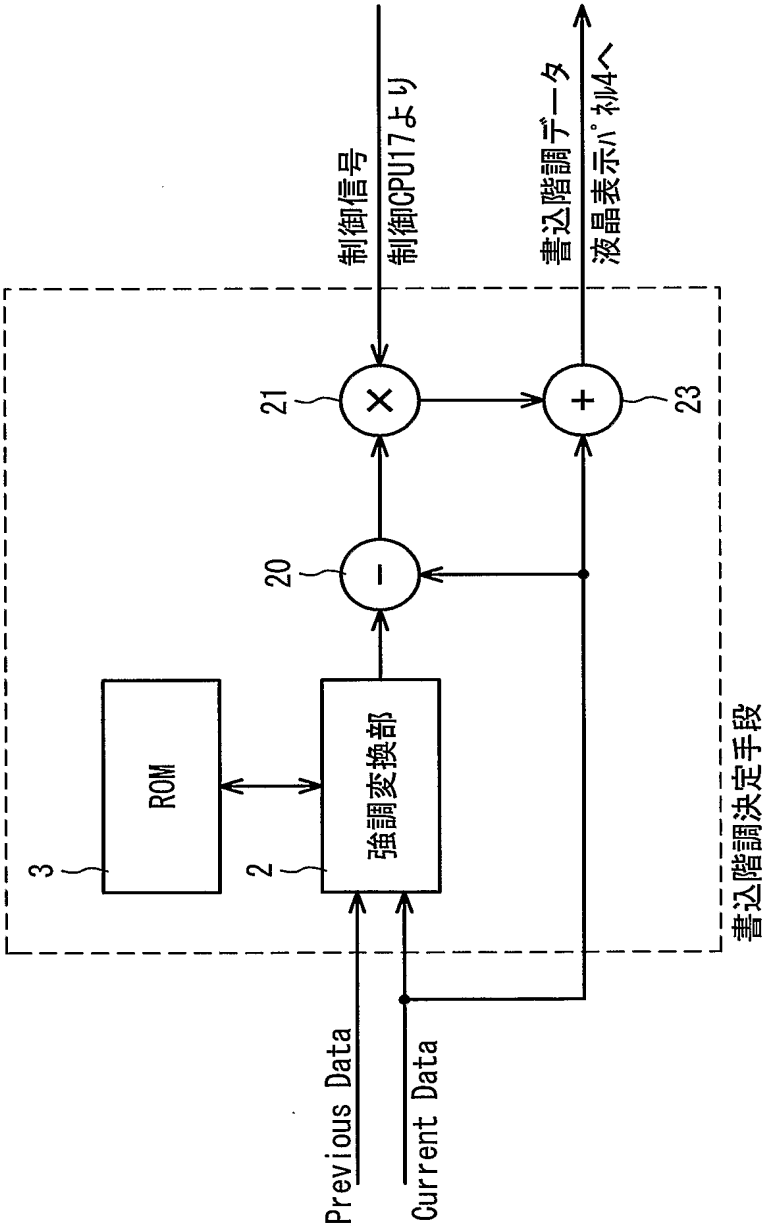 3
ROM
2
強調変換部
Previous Data
Current Data
20
-
21
×
23
+
制御信号
制御CPU17より
書込階調データ
液晶表示ﾊﾟﾈﾙ4へ
書込階調決定手段